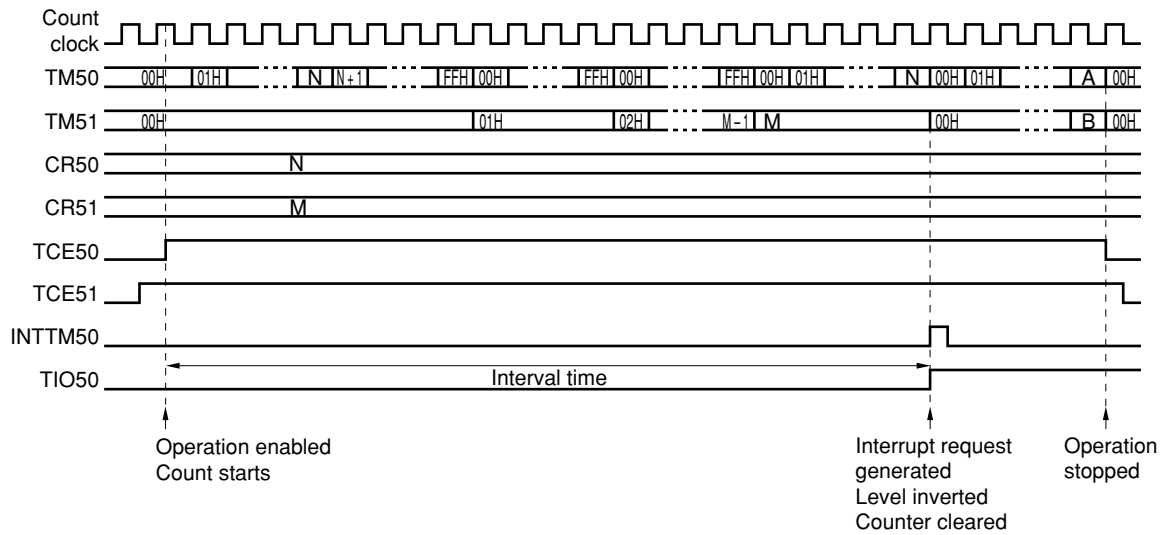 Count
clock
TM50 00H 01H N N+1 FFH 00H FFH 00H FFH 00H 01H N 00H 01H A 00H
TM51 00H 01H 02H M-1 M 00H B 00H
CR50 N
CR51 M
TCE50
TCE51
INTTM50
TIO50 Interval time
Operation enabled
Count starts
Interrupt request
generated
Level inverted
Counter cleared
Operation
stopped